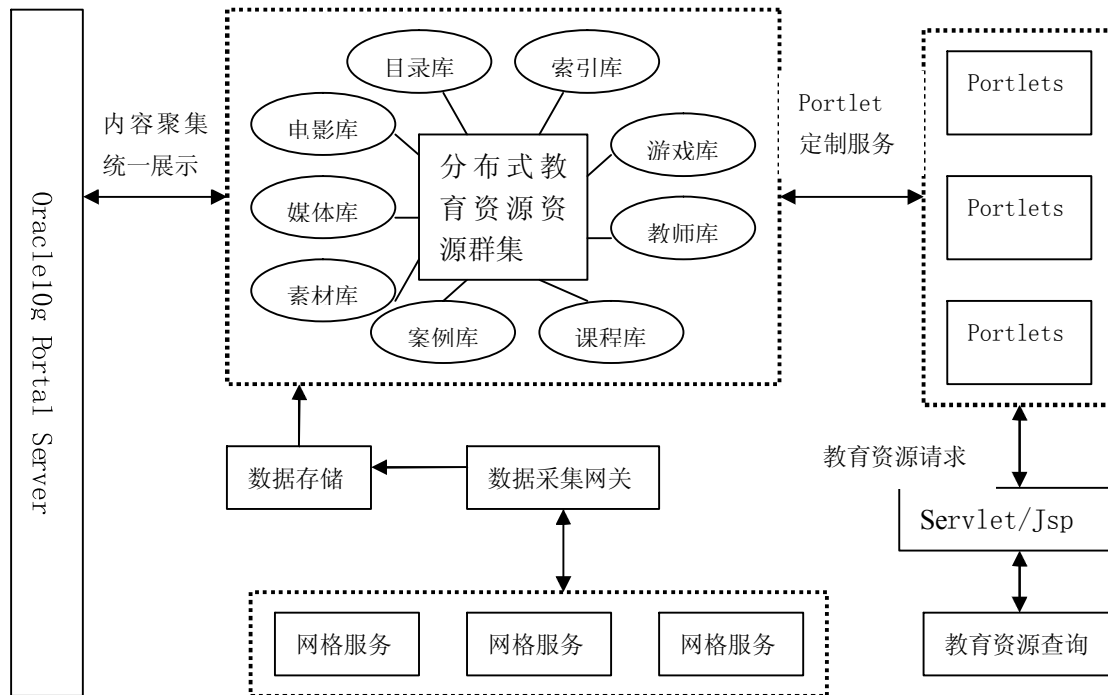 Oracle10g Portal Server
内容聚集
统一展示
目录库
索引库
电影库
游戏库
媒体库
教师库
素材库
案例库
课程库
分布式教
育资源资
源群集
Portlet
定制服务
Portlets
Portlets
Portlets
数据存储
数据采集网关
教育资源请求
Servlet/Jsp
网格服务
网格服务
网格服务
教育资源查询